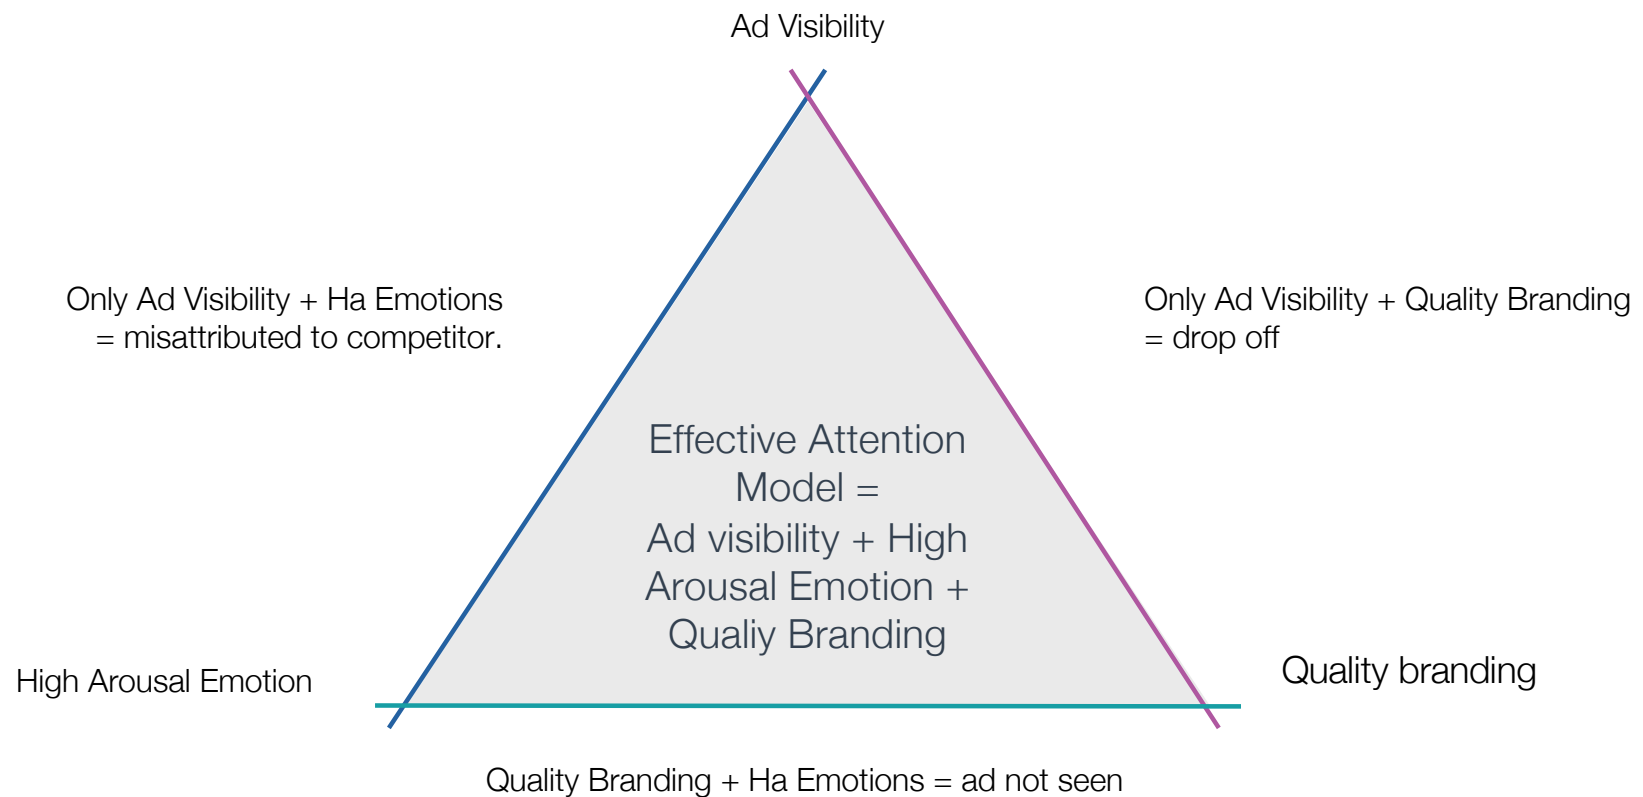 Ad Visibility
Only Ad Visibility + Ha Emotions
= misattributed to competitor.
Only Ad Visibility + Quality Branding
= drop off
Effective Attention
Model =
Ad visibility + High
Arousal Emotion +
Qualiy Branding
High Arousal Emotion
Quality branding
Quality Branding + Ha Emotions = ad not seen